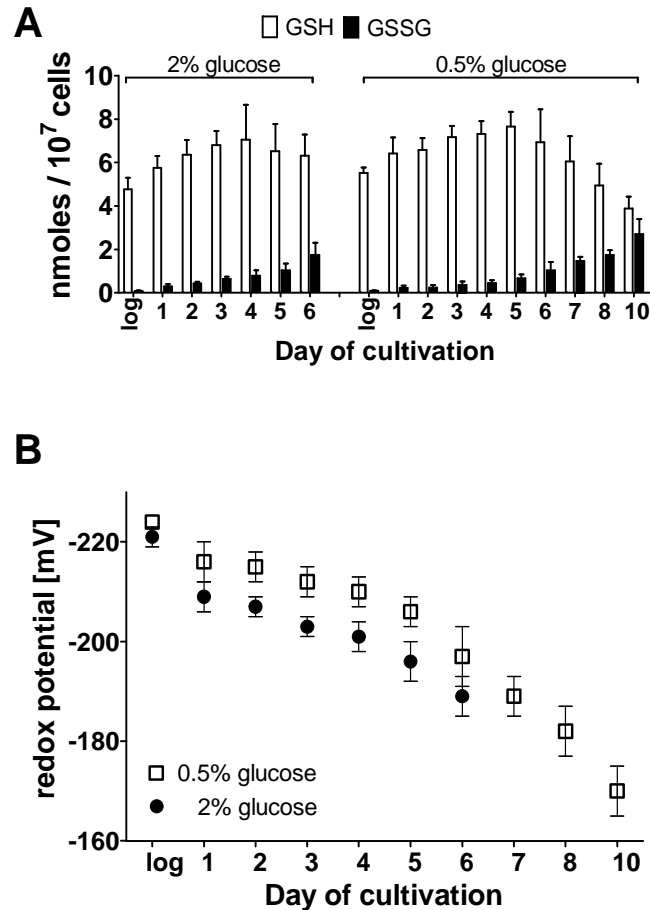 A
GSH GSSG
2% glucose 0.5% glucose
nmoles / 10⁷ cells
10
8
6
4
2
0
log 1 2 3 4 5 6 log 1 2 3 4 5 6 7 8 10
Day of cultivation
B
redox potential [mV]
-220
-200
-180
-160
0.5% glucose
2% glucose
log 1 2 3 4 5 6 7 8 10
Day of cultivation